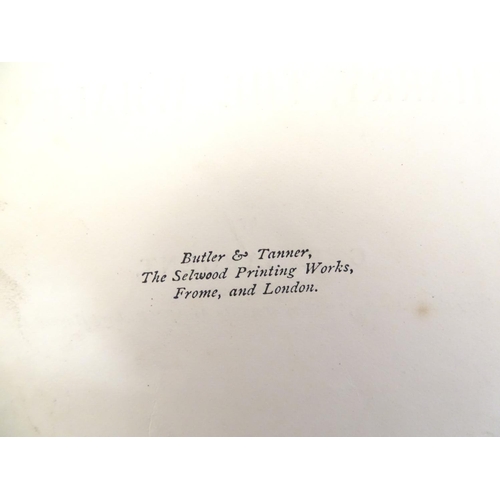 Butler & Tanner,
The Selwood Printing Works,
Frome, and London.